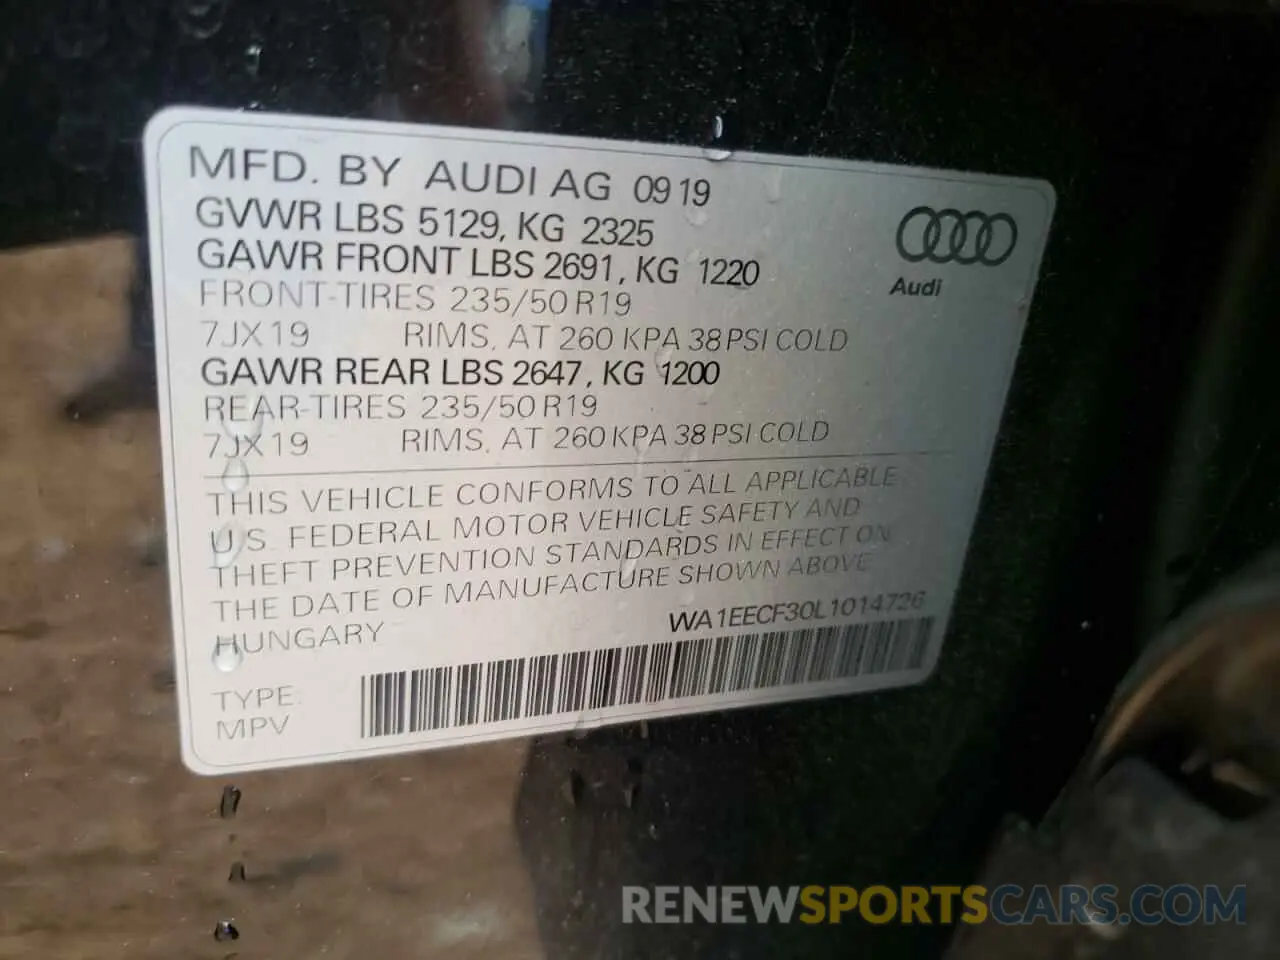 MFD. BY AUDI AG 0919
GVWR LBS 5129, KG 2325
GAWR FRONT LBS 2691, KG 1220
FRONT-TIRES 235/50 R19
7JX19 RIMS, AT 260 KPA 38 PSI COLD
GAWR REAR LBS 2647, KG 1200
REAR-TIRES 235/50 R19
7JX19 RIMS, AT 260 KPA 38 PSI COLD
Audi
THIS VEHICLE CONFORMS TO ALL APPLICABLE
U.S. FEDERAL MOTOR VEHICLE SAFETY AND
THEFT PREVENTION STANDARDS IN EFFECT ON
THE DATE OF MANUFACTURE SHOWN ABOVE
HUNGARY
WA1EECF30L1014726
TYPE:
MPV
RENEWSPORTSCARS.COM